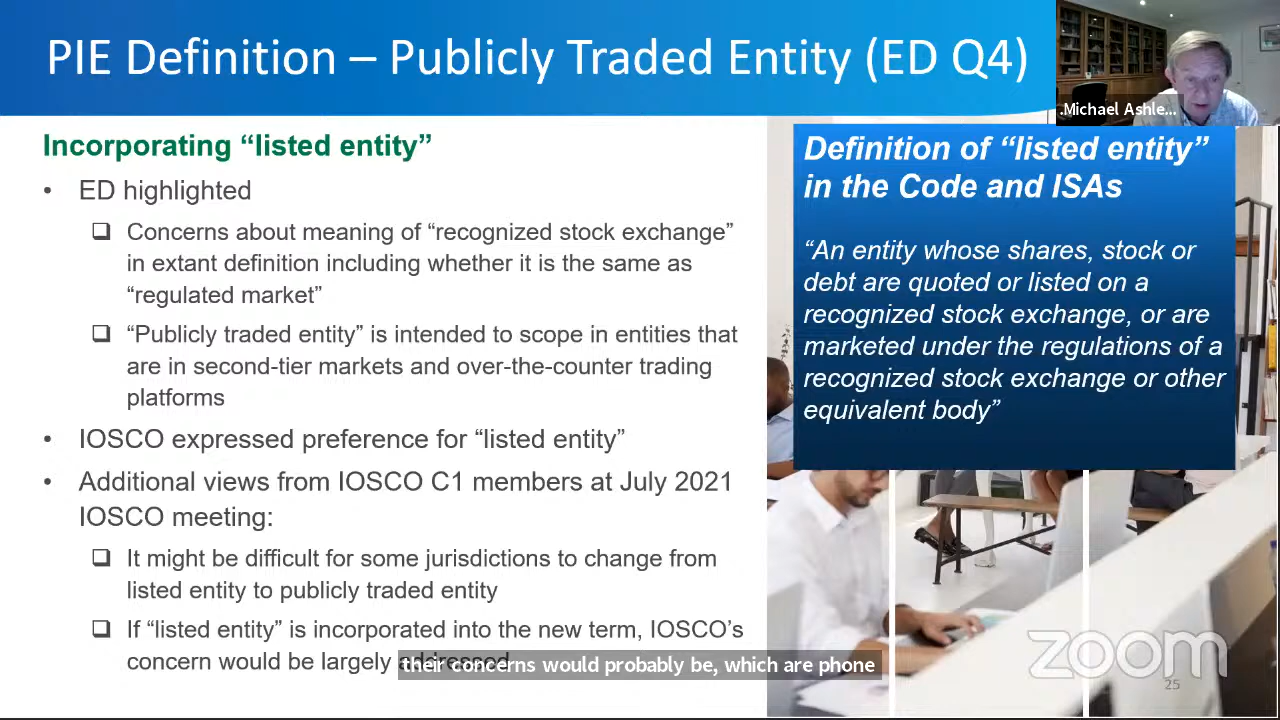 PIE Definition – Publicly Traded Entity (ED Q4)
.Michael Ashle...
Incorporating “listed entity”
• ED highlighted
❑ Concerns about meaning of “recognized stock exchange”
in extant definition including whether it is the same as
“regulated market”
❑ “Publicly traded entity” is intended to scope in entities that
are in second-tier markets and over-the-counter trading
platforms
• IOSCO expressed preference for “listed entity”
• Additional views from IOSCO C1 members at July 2021
IOSCO meeting:
❑ It might be difficult for some jurisdictions to change from
listed entity to publicly traded entity
❑ If “listed entity” is incorporated into the new term, IOSCO’s
concern would be largely
their concerns would probably be, which are phone
Definition of “listed entity”
in the Code and ISAs
“An entity whose shares, stock or
debt are quoted or listed on a
recognized stock exchange, or are
marketed under the regulations of a
recognized stock exchange or other
equivalent body”
zoom
25